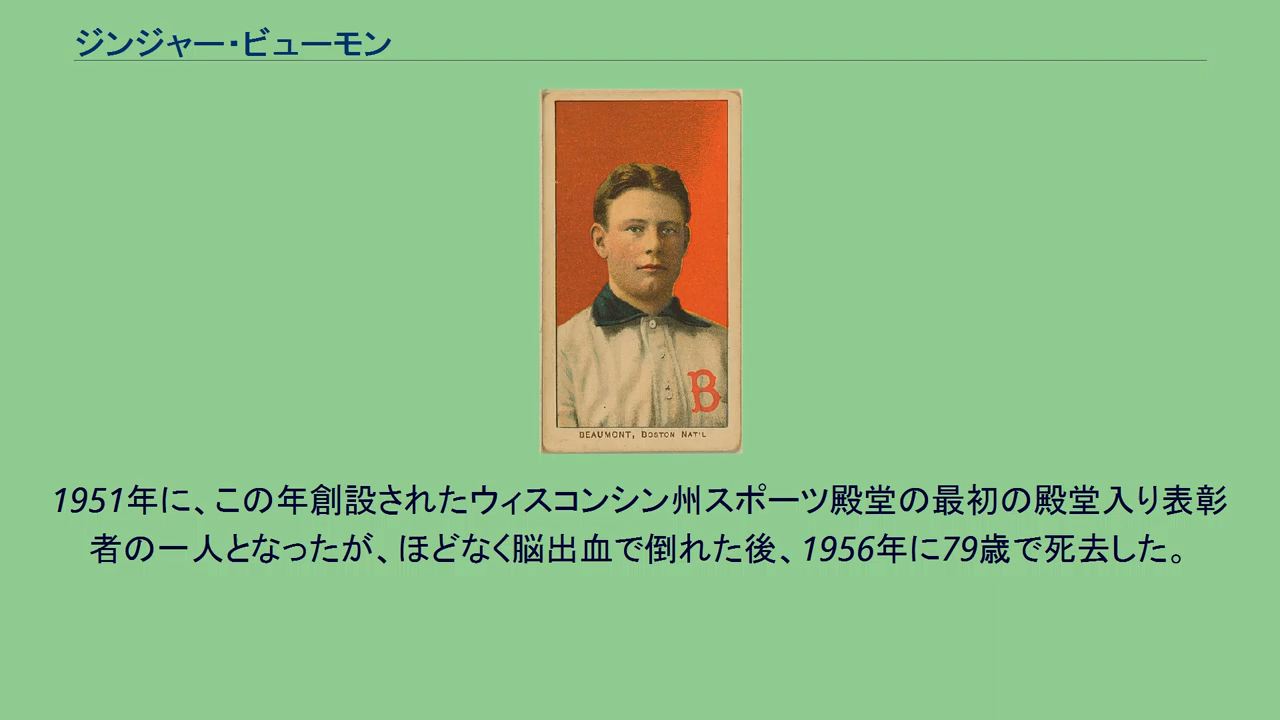 ジンジャー・ビューモン
B
BEAUMONT, BOSTON NAT'L
1951年に、この年創設されたウィスコンシン州スポーツ殿堂の最初の殿堂入り表彰
者の一人となったが、ほどなく脳出血で倒れた後、1956年に79歳で死去した。